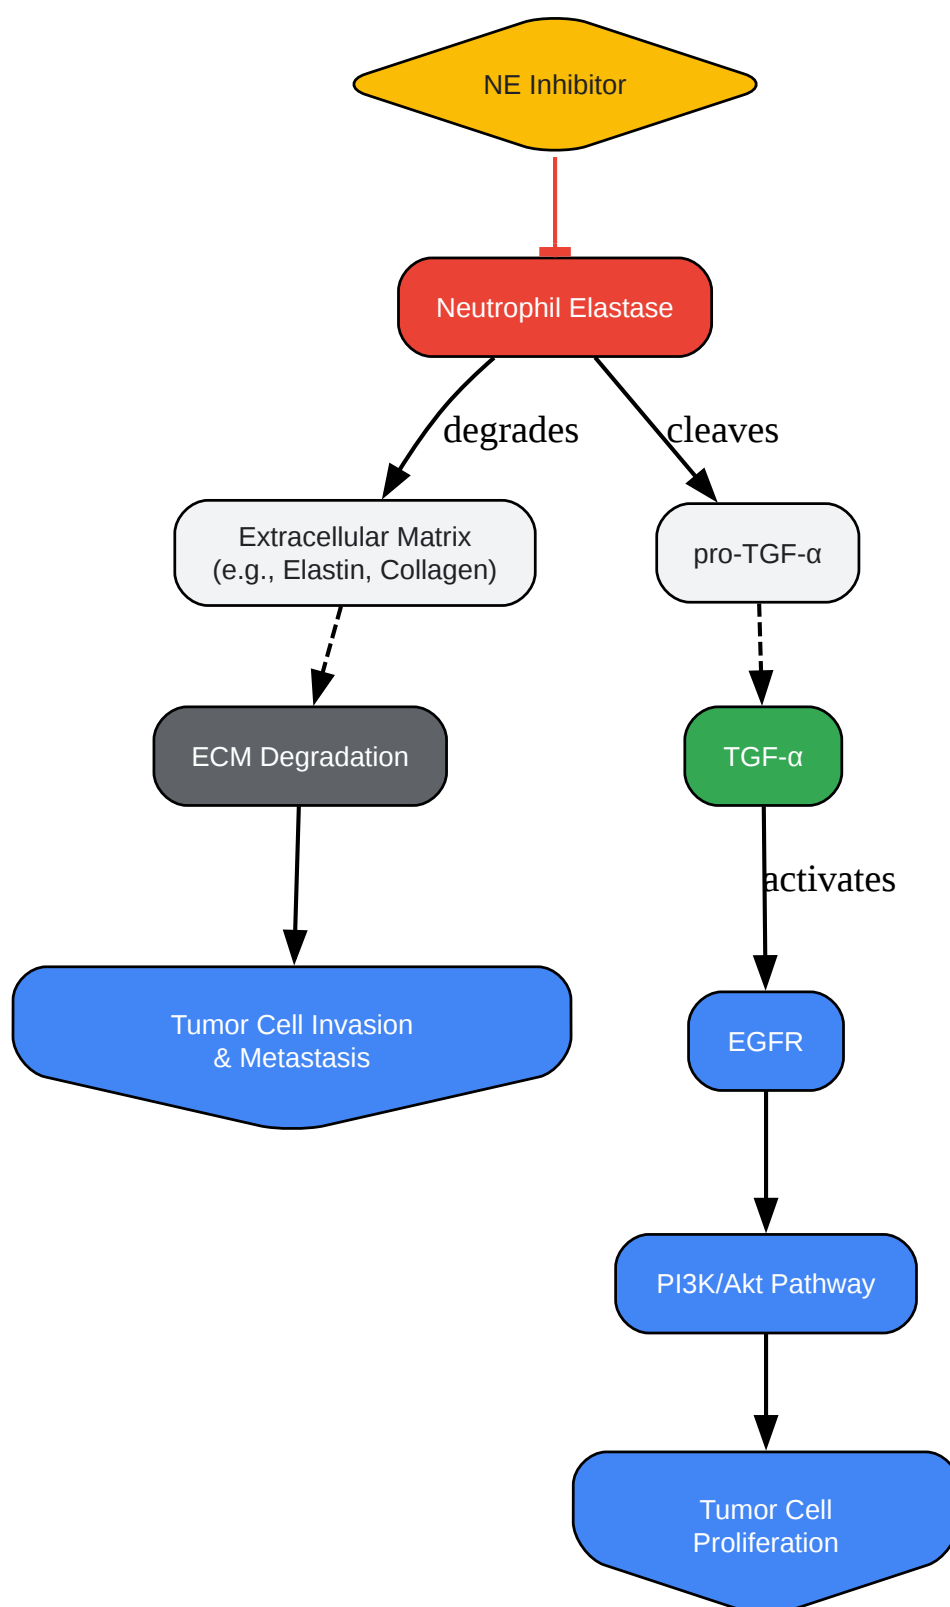 NE Inhibitor
Neutrophil Elastase
degrades
cleaves
Extracellular Matrix
(e.g., Elastin, Collagen)
pro-TGF-α
ECM Degradation
TGF-α
activates
Tumor Cell Invasion
& Metastasis
EGFR
PI3K/Akt Pathway
Tumor Cell
Proliferation